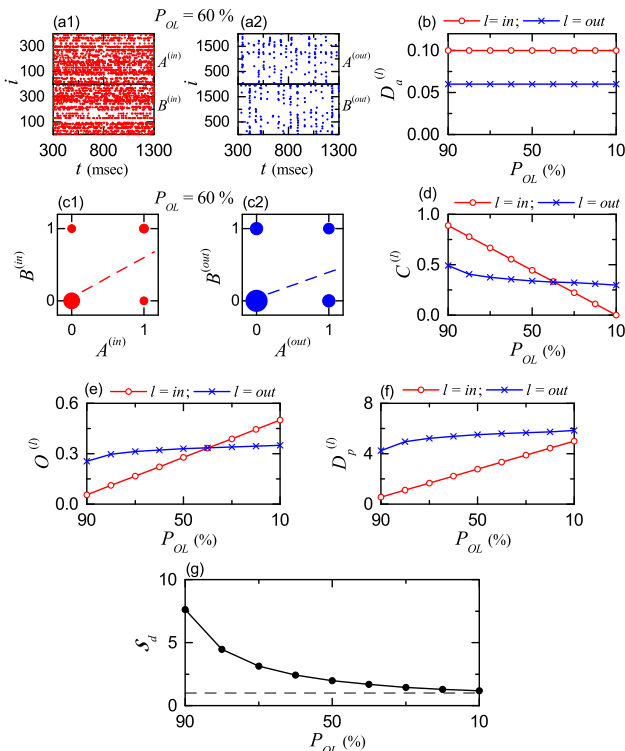 (a1) P_OL = 60 % (a2)
i 400 300 100 300 100 A^(in) B^(in)
300 800 1300
t (msec)
i 1500 500 1500 500 A^(out) B^(out)
300 800 1300
t (msec)
(b) l = in; l = out
D_a^(l) 0.10 0.05 0.00
90 50 10
P_OL (%)
(c1) P_OL = 60 % (c2)
B^(in) 1 0
0 1
A^(in)
B^(out) 1 0
0 1
A^(out)
(d) l = in; l = out
C^(l) 1.0 0.5 0.0
90 50 10
P_OL (%)
(e) l = in; l = out
O^(l) 0.6 0.3 0.0
90 50 10
P_OL (%)
(f) l = in; l = out
D_p^(l) 8 4 0
90 50 10
P_OL (%)
(g)
S_d 10 5 0
90 50 10
P_OL (%)